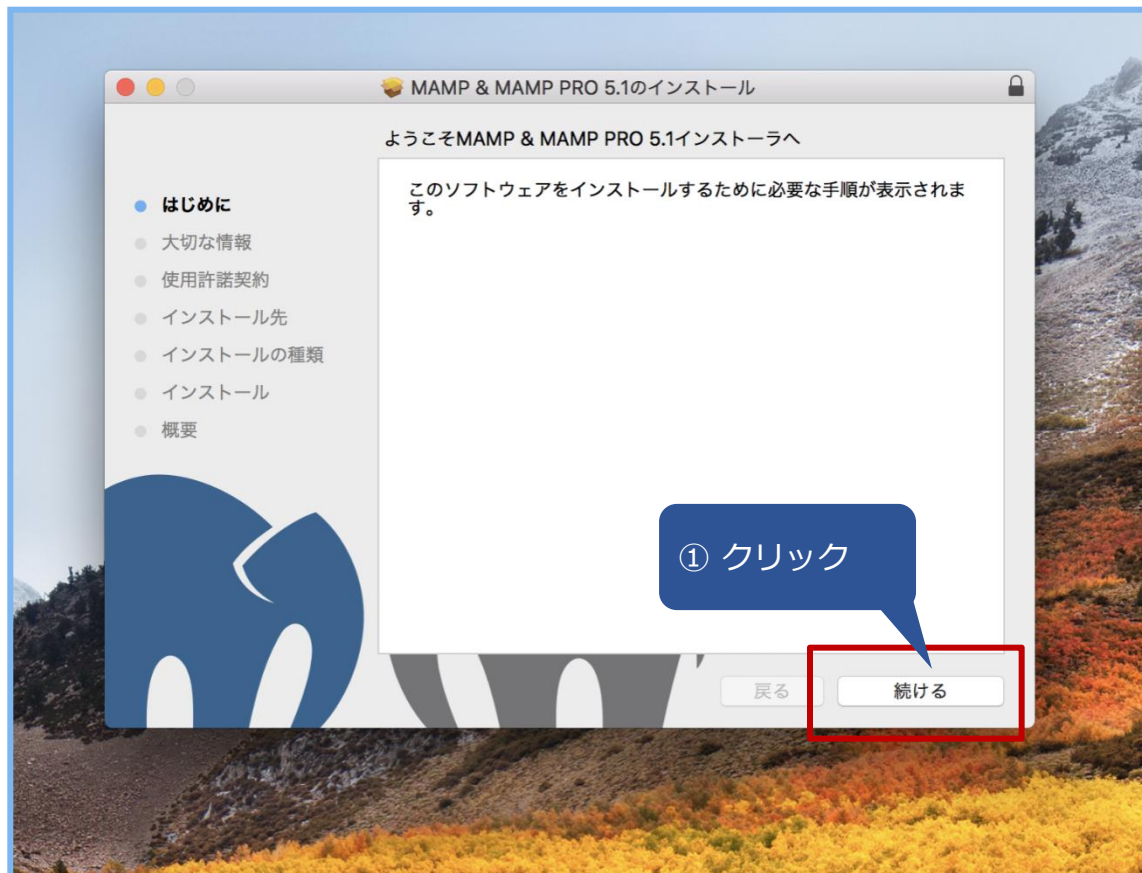 MAMP & MAMP PRO 5.1のインストール
ようこそMAMP & MAMP PRO 5.1インストーラへ
はじめに
大切な情報
使用許諾契約
インストール先
インストールの種類
インストール
概要
このソフトウェアをインストールするために必要な手順が表示されま
す。
① クリック
戻る
続ける